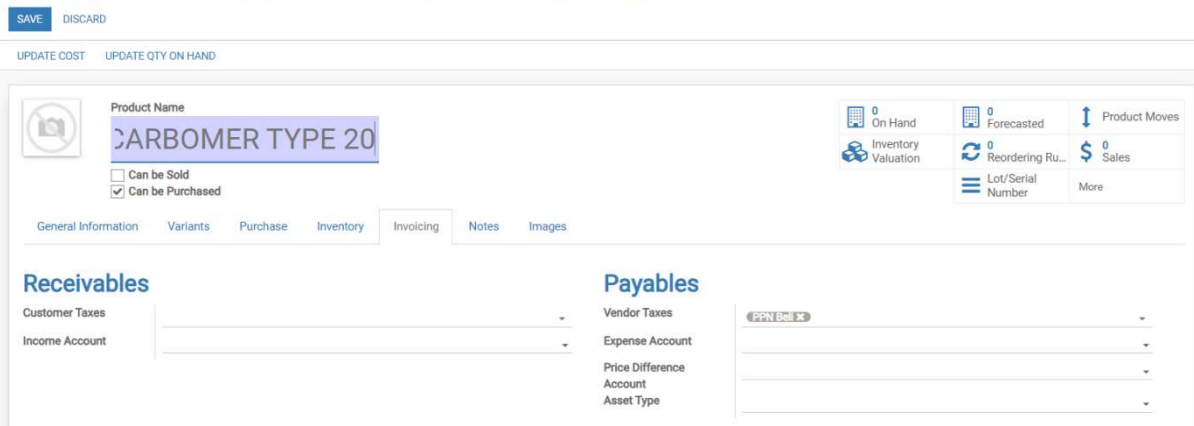 SAVE DISCARD
UPDATE COST UPDATE QTY ON HAND
Product Name
CARBOMER TYPE 20
Can be Sold
Can be Purchased
0 On Hand
0 Forecasted
Product Moves
Inventory Valuation
0 Reordering Ru...
0 Sales
Lot/Serial Number
More
General Information Variants Purchase Inventory Invoicing Notes Images
Receivables
Customer Taxes
Income Account
Payables
Vendor Taxes PPN Beli ×
Expense Account
Price Difference
Account
Asset Type